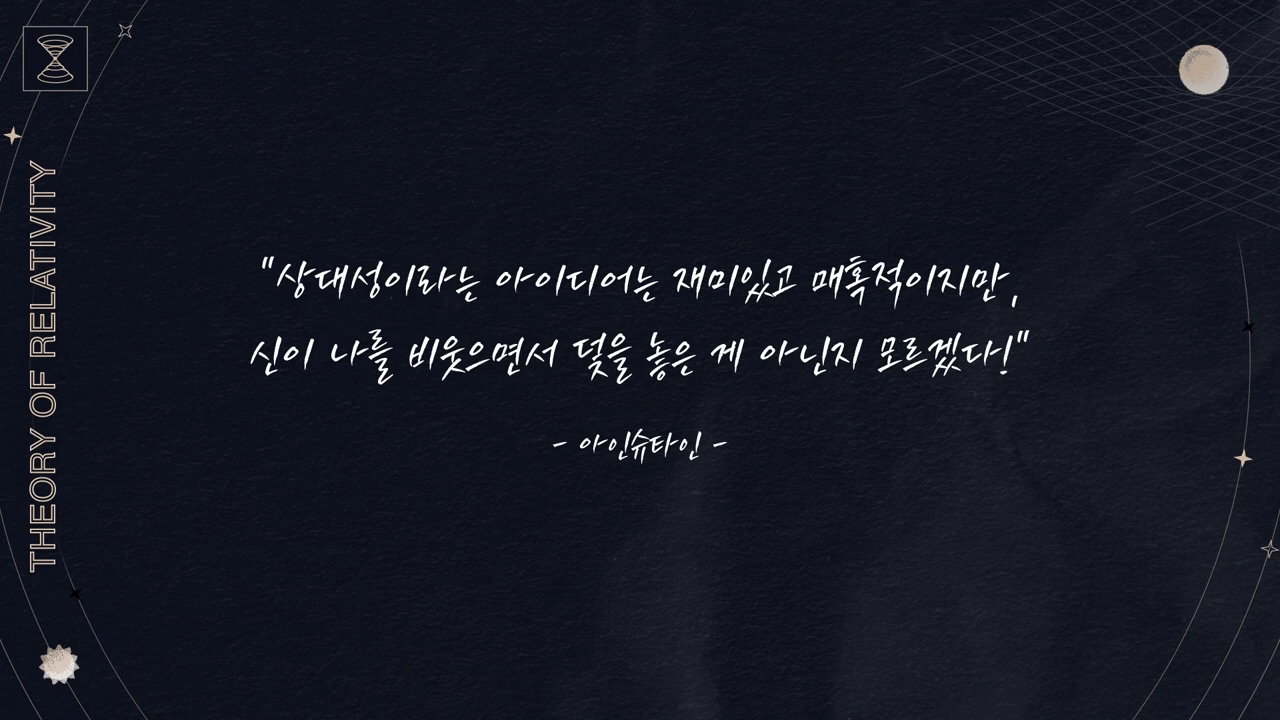 THEORY OF RELATIVITY
"상대성이라는 아이디어는 재미있고 매혹적이지만,
신이 나를 비웃으면서 덫을 놓은 게 아닌지 모르겠다!"
- 아인슈타인 -